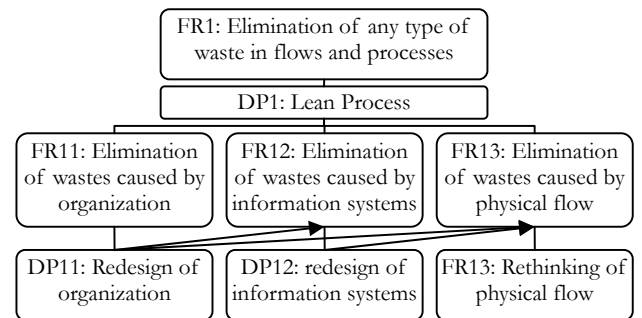 FR1: Elimination of any type of
waste in flows and processes
DP1: Lean Process
FR11: Elimination
of wastes caused by
organization
FR12: Elimination
of wastes caused by
information systems
FR13: Elimination
of wastes caused by
physical flow
DP11: Redesign of
organization
DP12: redesign of
information systems
FR13: Rethinking of
physical flow